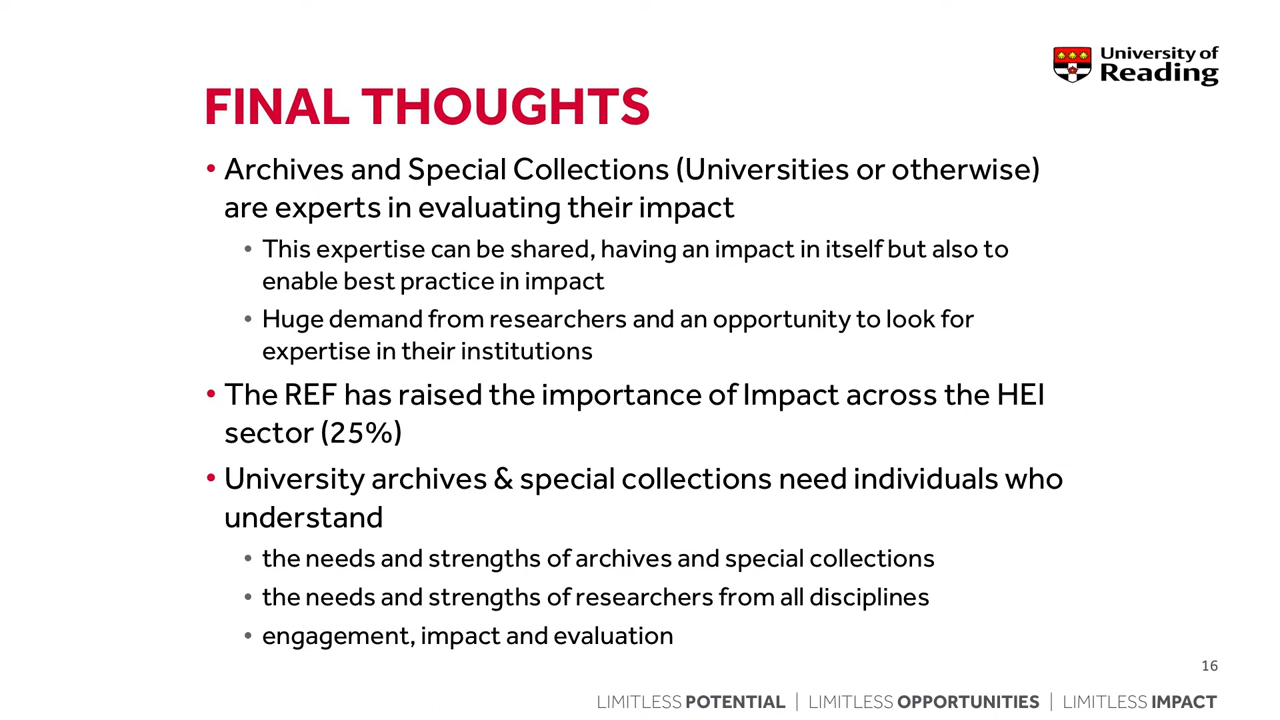 University of
Reading
FINAL THOUGHTS
• Archives and Special Collections (Universities or otherwise)
are experts in evaluating their impact
• This expertise can be shared, having an impact in itself but also to
enable best practice in impact
• Huge demand from researchers and an opportunity to look for
expertise in their institutions
• The REF has raised the importance of Impact across the HEI
sector (25%)
• University archives & special collections need individuals who
understand
• the needs and strengths of archives and special collections
• the needs and strengths of researchers from all disciplines
• engagement, impact and evaluation
16
LIMITLESS POTENTIAL | LIMITLESS OPPORTUNITIES | LIMITLESS IMPACT